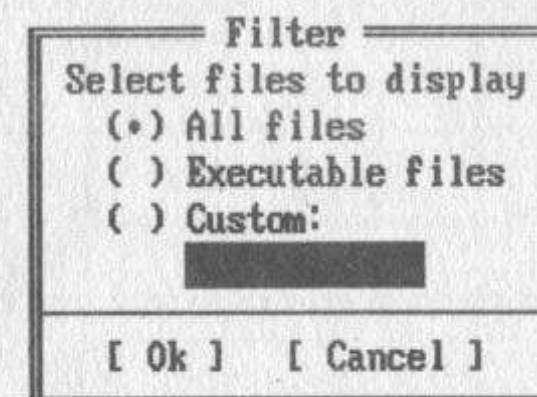 Filter
Select files to display
(•) All files
( ) Executable files
( ) Custom:
[ Ok ] [ Cancel ]